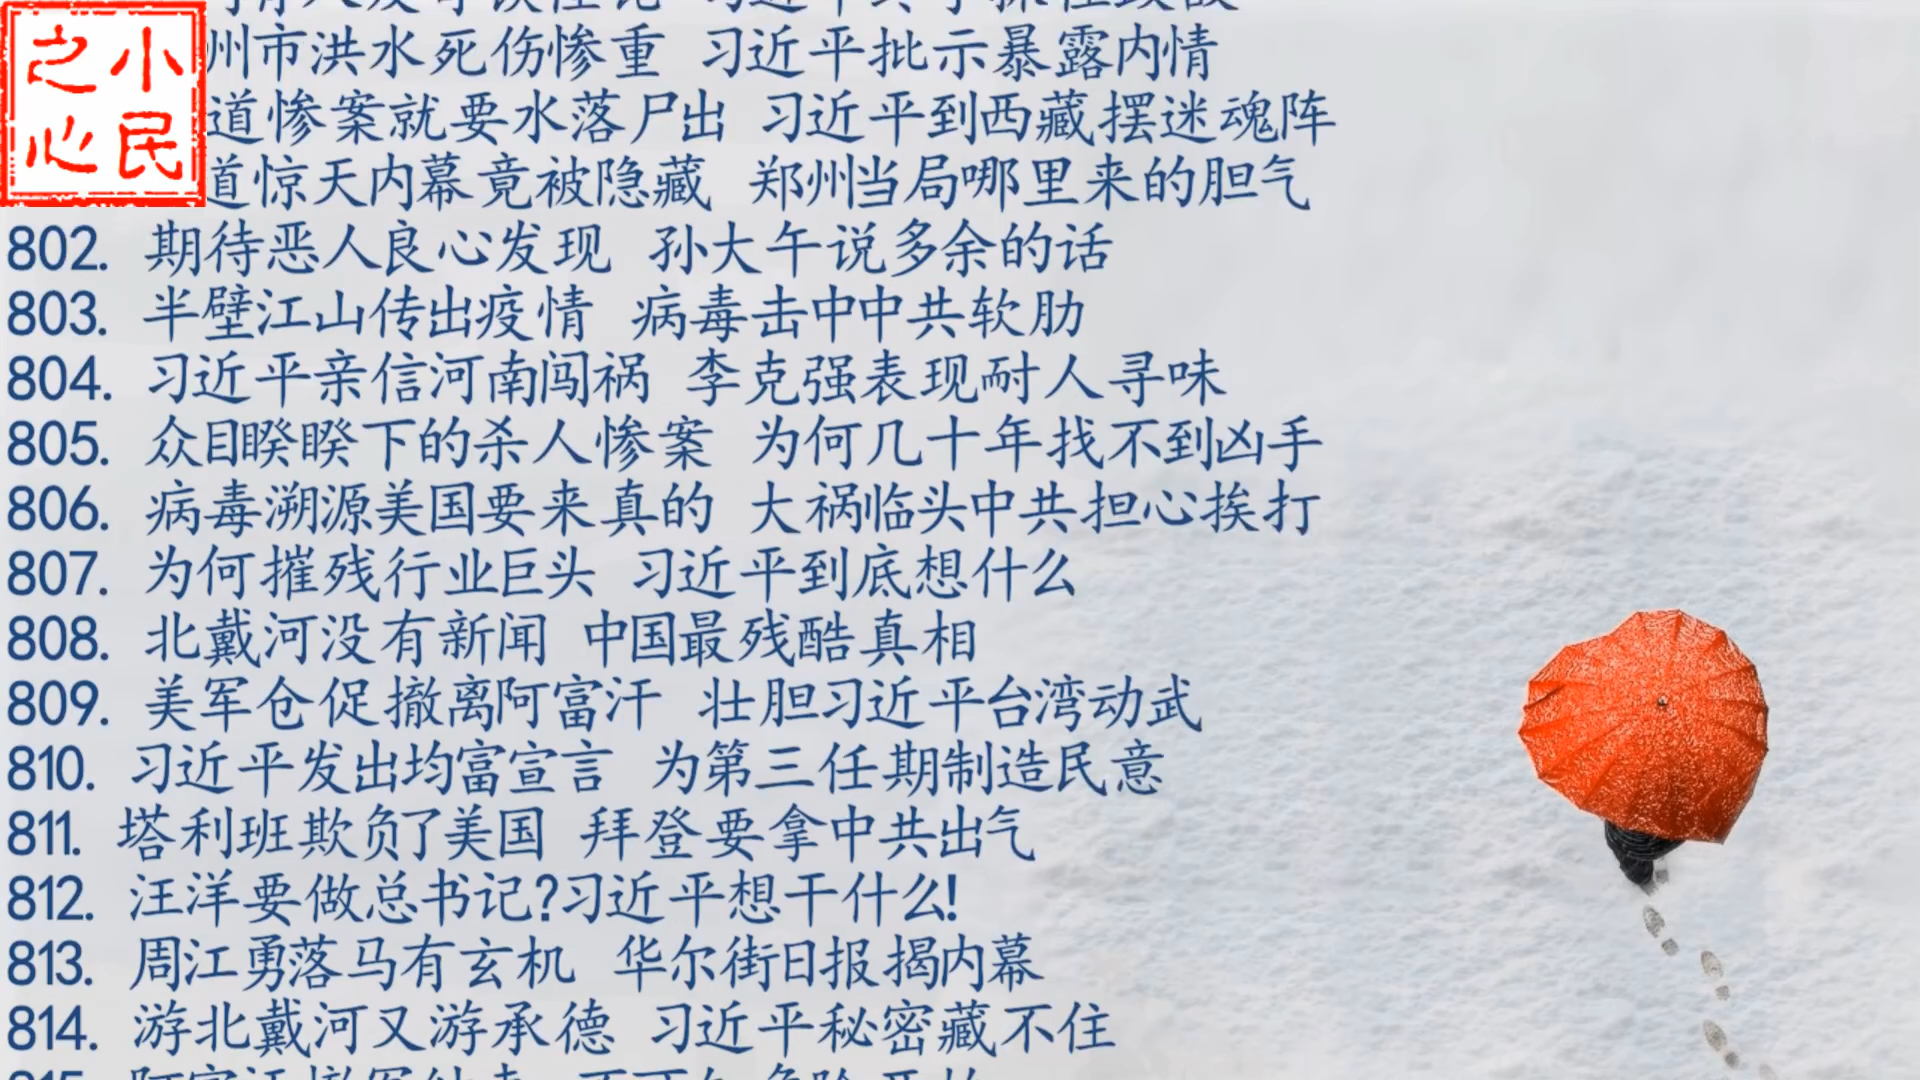 小民之心
州市洪水死伤惨重 习近平批示暴露内情
道惨案就要水落尸出 习近平到西藏摆迷魂阵
道惊天内幕竟被隐藏 郑州当局哪里来的胆气
802. 期待恶人良心发现 孙大午说多余的话
803. 半壁江山传出疫情 病毒击中中共软肋
804. 习近平亲信河南闯祸 李克强表现耐人寻味
805. 众目睽睽下的杀人惨案 为何几十年找不到凶手
806. 病毒溯源美国要来真的 大祸临头中共担心挨打
807. 为何摧残行业巨头 习近平到底想什么
808. 北戴河没有新闻 中国最残酷真相
809. 美军仓促撤离阿富汗 壮胆习近平台湾动武
810. 习近平发出均富宣言 为第三任期制造民意
811. 塔利班欺负了美国 拜登要拿中共出气
812. 汪洋要做总书记?习近平想干什么!
813. 周江勇落马有玄机 华尔街日报揭内幕
814. 游北戴河又游承德 习近平秘密藏不住